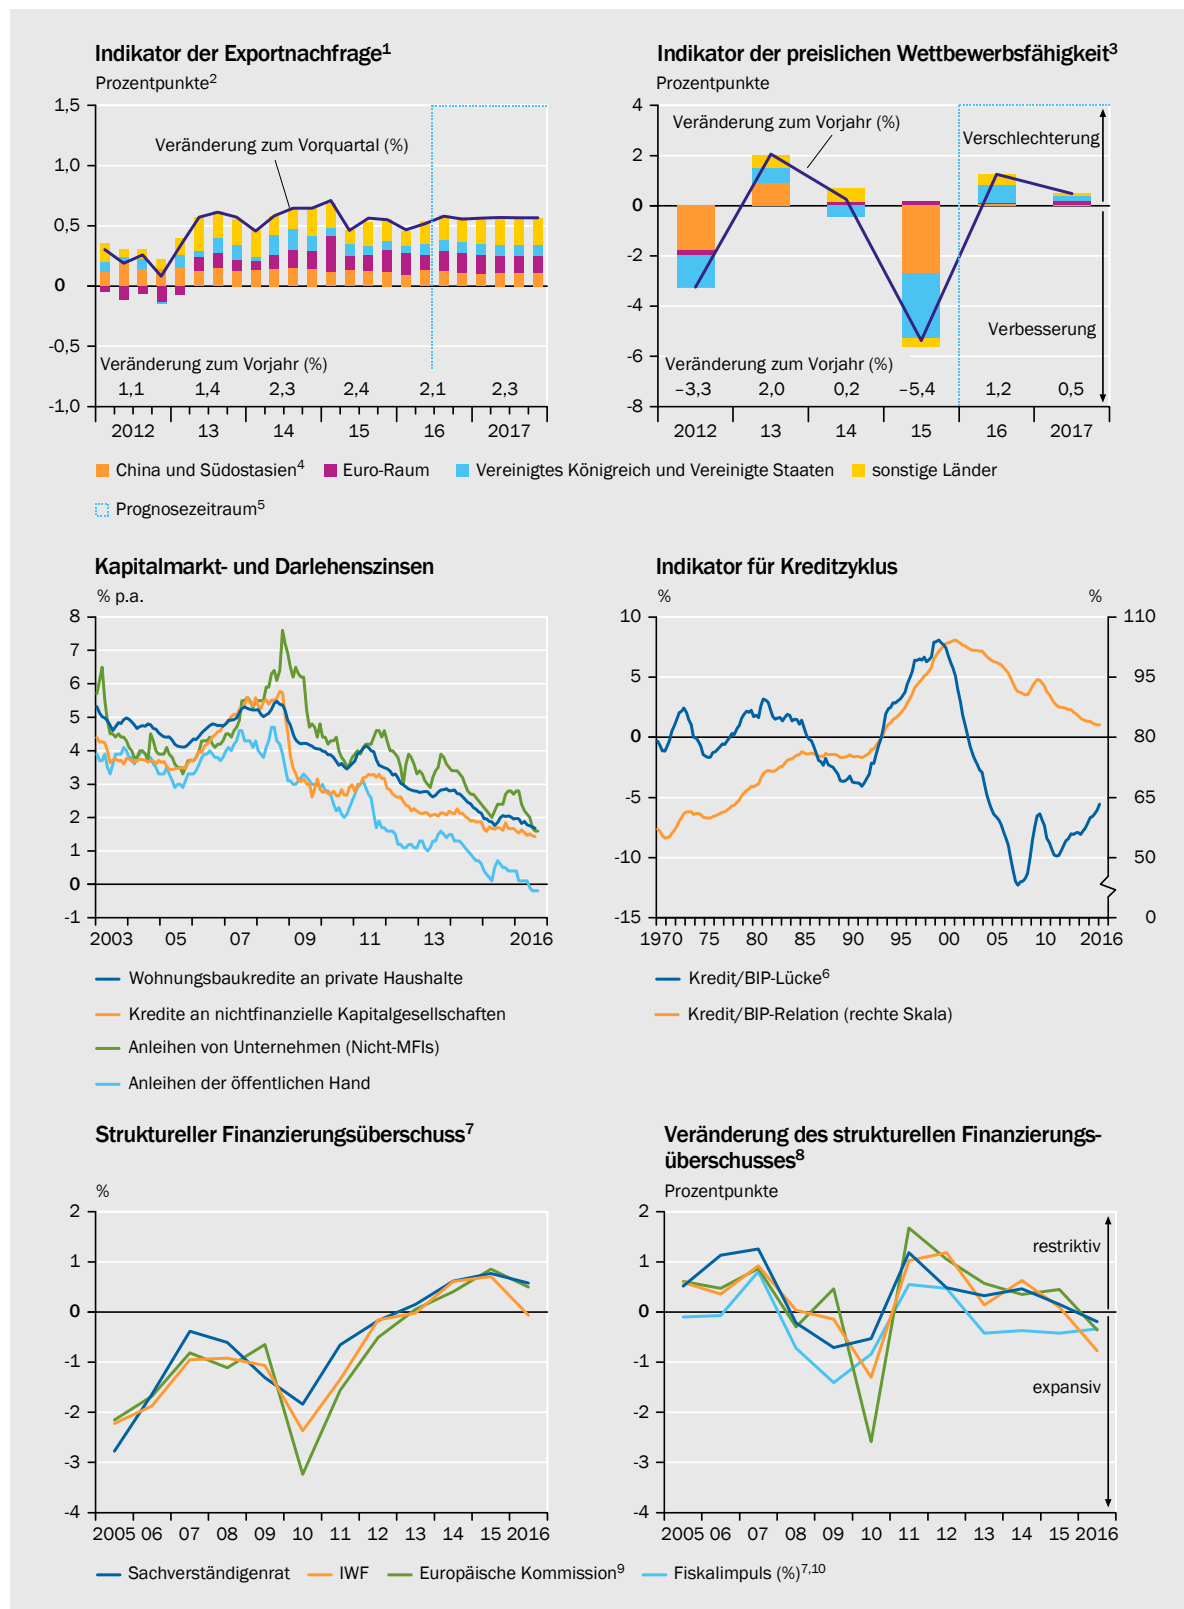 Indikator der Exportnachfrage¹
Prozentpunkte²
1,5
1,0
0,5
0
-0,5
-1,0
Veränderung zum Vorquartal (%)
Veränderung zum Vorjahr (%)
1,1 1,4 2,3 2,4 2,1 2,3
2012 13 14 15 16 2017
Indikator der preislichen Wettbewerbsfähigkeit³
Prozentpunkte
4
2
0
-2
-4
-6
-8
Veränderung zum Vorjahr (%)
Verschlechterung
Verbesserung
Veränderung zum Vorjahr (%)
–3,3 2,0 0,2 –5,4 1,2 0,5
2012 13 14 15 16 2017
China und Südostasien⁴ Euro-Raum Vereinigtes Königreich und Vereinigte Staaten sonstige Länder
Prognosezeitraum⁵
Kapitalmarkt- und Darlehenszinsen
% p.a.
8
7
6
5
4
3
2
1
0
-1
2003 05 07 09 11 13 2016
Wohnungsbaukredite an private Haushalte
Kredite an nichtfinanzielle Kapitalgesellschaften
Anleihen von Unternehmen (Nicht-MFIs)
Anleihen der öffentlichen Hand
Indikator für Kreditzyklus
% %
10 110
5 95
0 80
-5 65
-10 50
-15 0
1970 75 80 85 90 95 00 05 10 2016
Kredit/BIP-Lücke⁶
Kredit/BIP-Relation (rechte Skala)
Struktureller Finanzierungsüberschuss⁷
%
2
1
0
-1
-2
-3
-4
2005 06 07 08 09 10 11 12 13 14 15 2016
Veränderung des strukturellen Finanzierungs-
überschusses⁸
Prozentpunkte
2
1
0
-1
-2
-3
-4
restriktiv
expansiv
2005 06 07 08 09 10 11 12 13 14 15 2016
Sachverständigenrat IWF Europäische Kommission⁹ Fiskalimpuls (%)⁷,¹⁰